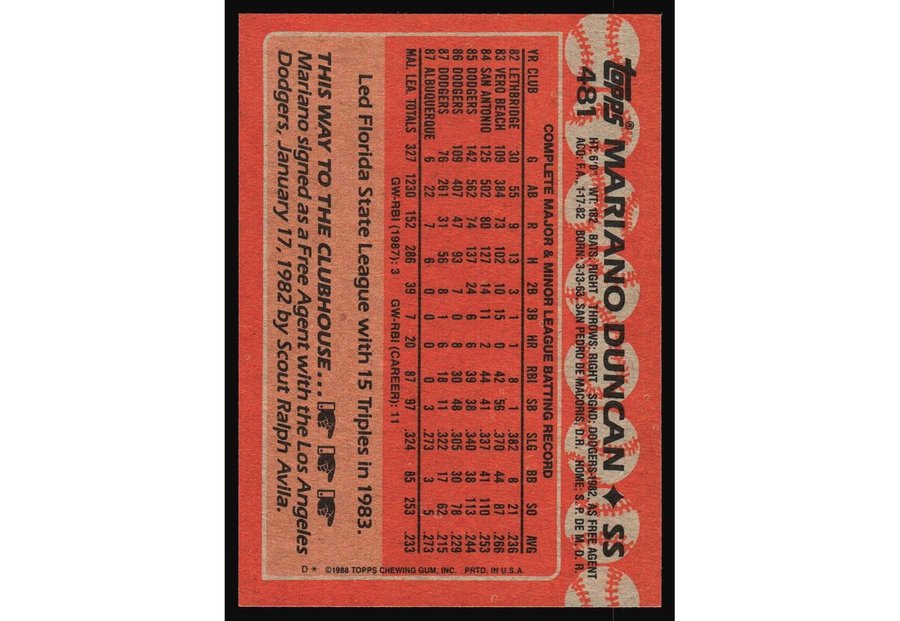 topps® MARIANO DUCAN ♦ SS
481
HT: 6'0" WT: 182 BATS: RIGHT THROWS: RIGHT SGND: DODGERS-1982, AS FREE AGENT
ACQ: F.A., 1-17-82 BORN: 3-13-63, SAN PEDRO DE MACORIS, D.R. HOME: S. P. DE M., D. R.
COMPLETE MAJOR & MINOR LEAGUE BATTING RECORD
YR CLUB G AB R H 2B 3B HR RBI SB SLG BB SO AVG
82 LETHBRIDGE 30 55 9 13 3 1 1 8 1 .382 8 21 .236
83 VERO BEACH 109 384 73 102 10 15 0 42 56 .370 44 87 .266
84 SAN ANTONIO 125 502 80 127 14 11 2 44 41 .337 41 110 .253
85 DODGERS 142 562 74 137 24 6 6 39 38 .340 38 113 .244
86 DODGERS 109 407 47 93 7 0 8 30 48 .305 30 78 .229
87 DODGERS 76 261 31 56 8 1 6 18 11 .322 17 62 .215
87 ALBUQUERQUE 6 22 7 6 0 0 0 0 3 .273 3 5 .273
MAJ. LEA. TOTALS 327 1230 152 286 39 7 20 87 97 .324 85 253 .233
GW-RBI (1987): 3 GW-RBI (CAREER): 11
Led Florida State League with 15 Triples in 1983.
THIS WAY TO THE CLUBHOUSE...
Mariano signed as a Free Agent with the Los Angeles
Dodgers, January 17, 1982 by Scout Ralph Avila.
D * ©1988 TOPPS CHEWING GUM, INC. PRTD. IN U.S.A.